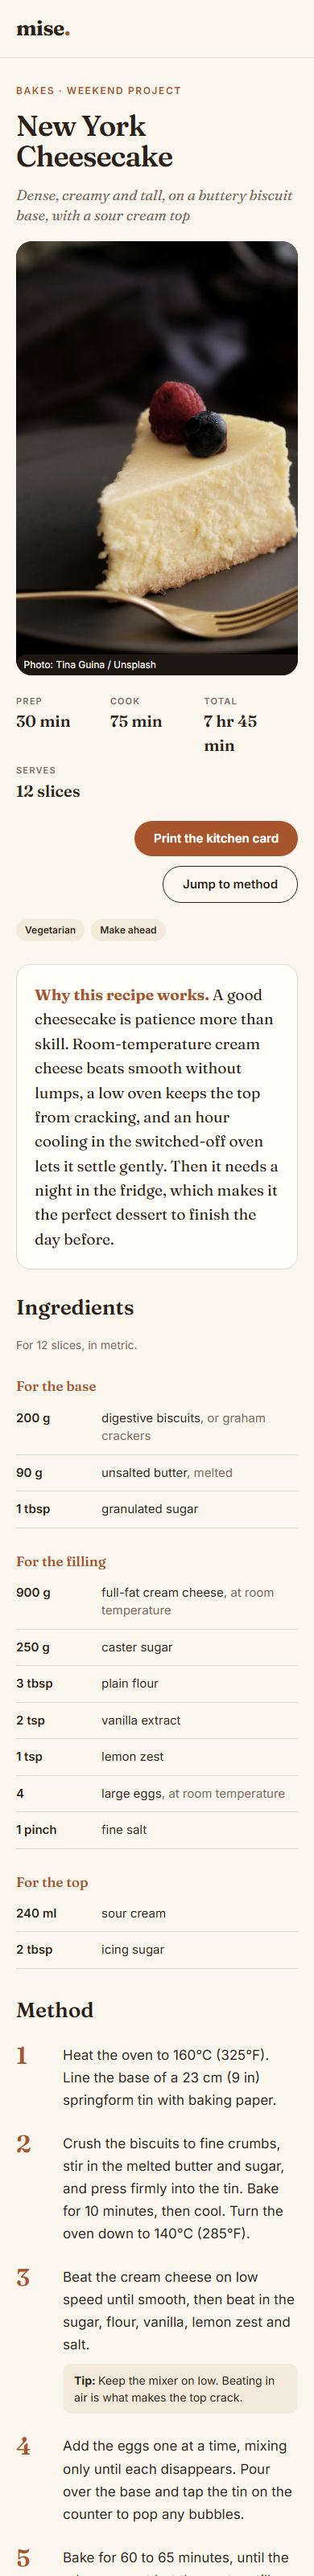 mise.
BAKES · WEEKEND PROJECT
New York
Cheesecake
Dense, creamy and tall, on a buttery biscuit
base, with a sour cream top
Photo: Tina Guina / Unsplash
PREP COOK TOTAL
30 min 75 min 7 hr 45
min
SERVES
12 slices
Print the kitchen card
Jump to method
Vegetarian Make ahead
Why this recipe works. A good
cheesecake is patience more than
skill. Room-temperature cream
cheese beats smooth without
lumps, a low oven keeps the top
from cracking, and an hour
cooling in the switched-off oven
lets it settle gently. Then it needs a
night in the fridge, which makes it
the perfect dessert to finish the
day before.
Ingredients
For 12 slices, in metric.
For the base
200 g digestive biscuits, or graham
crackers
90 g unsalted butter, melted
1 tbsp granulated sugar
For the filling
900 g full-fat cream cheese, at room
temperature
250 g caster sugar
3 tbsp plain flour
2 tsp vanilla extract
1 tsp lemon zest
4 large eggs, at room temperature
1 pinch fine salt
For the top
240 ml sour cream
2 tbsp icing sugar
Method
1 Heat the oven to 160°C (325°F).
Line the base of a 23 cm (9 in)
springform tin with baking paper.
2 Crush the biscuits to fine crumbs,
stir in the melted butter and sugar,
and press firmly into the tin. Bake
for 10 minutes, then cool. Turn the
oven down to 140°C (285°F).
3 Beat the cream cheese on low
speed until smooth, then beat in the
sugar, flour, vanilla, lemon zest and
salt.
Tip: Keep the mixer on low. Beating in
air is what makes the top crack.
4 Add the eggs one at a time, mixing
only until each disappears. Pour
over the base and tap the tin on the
counter to pop any bubbles.
5 Bake for 60 to 65 minutes, until the